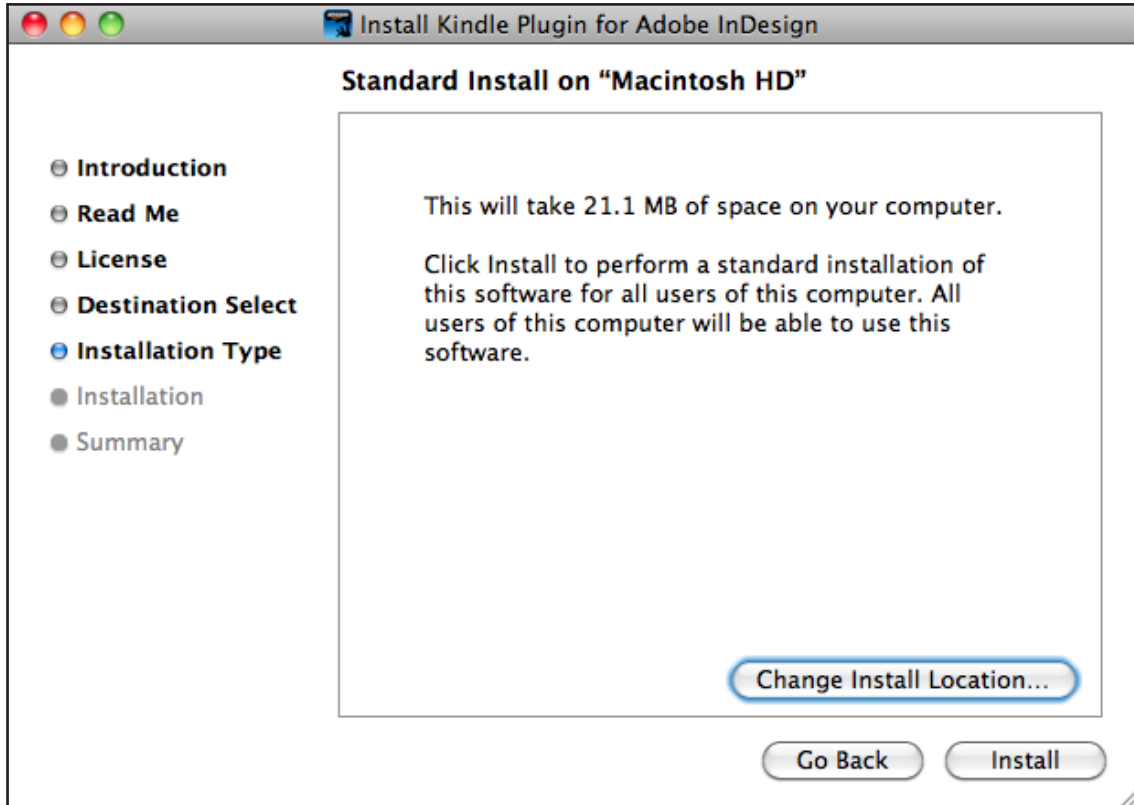 Install Kindle Plugin for Adobe InDesign
Standard Install on “Macintosh HD”
Introduction
Read Me
License
Destination Select
Installation Type
Installation
Summary
This will take 21.1 MB of space on your computer.
Click Install to perform a standard installation of
this software for all users of this computer. All
users of this computer will be able to use this
software.
Change Install Location...
Go Back
Install